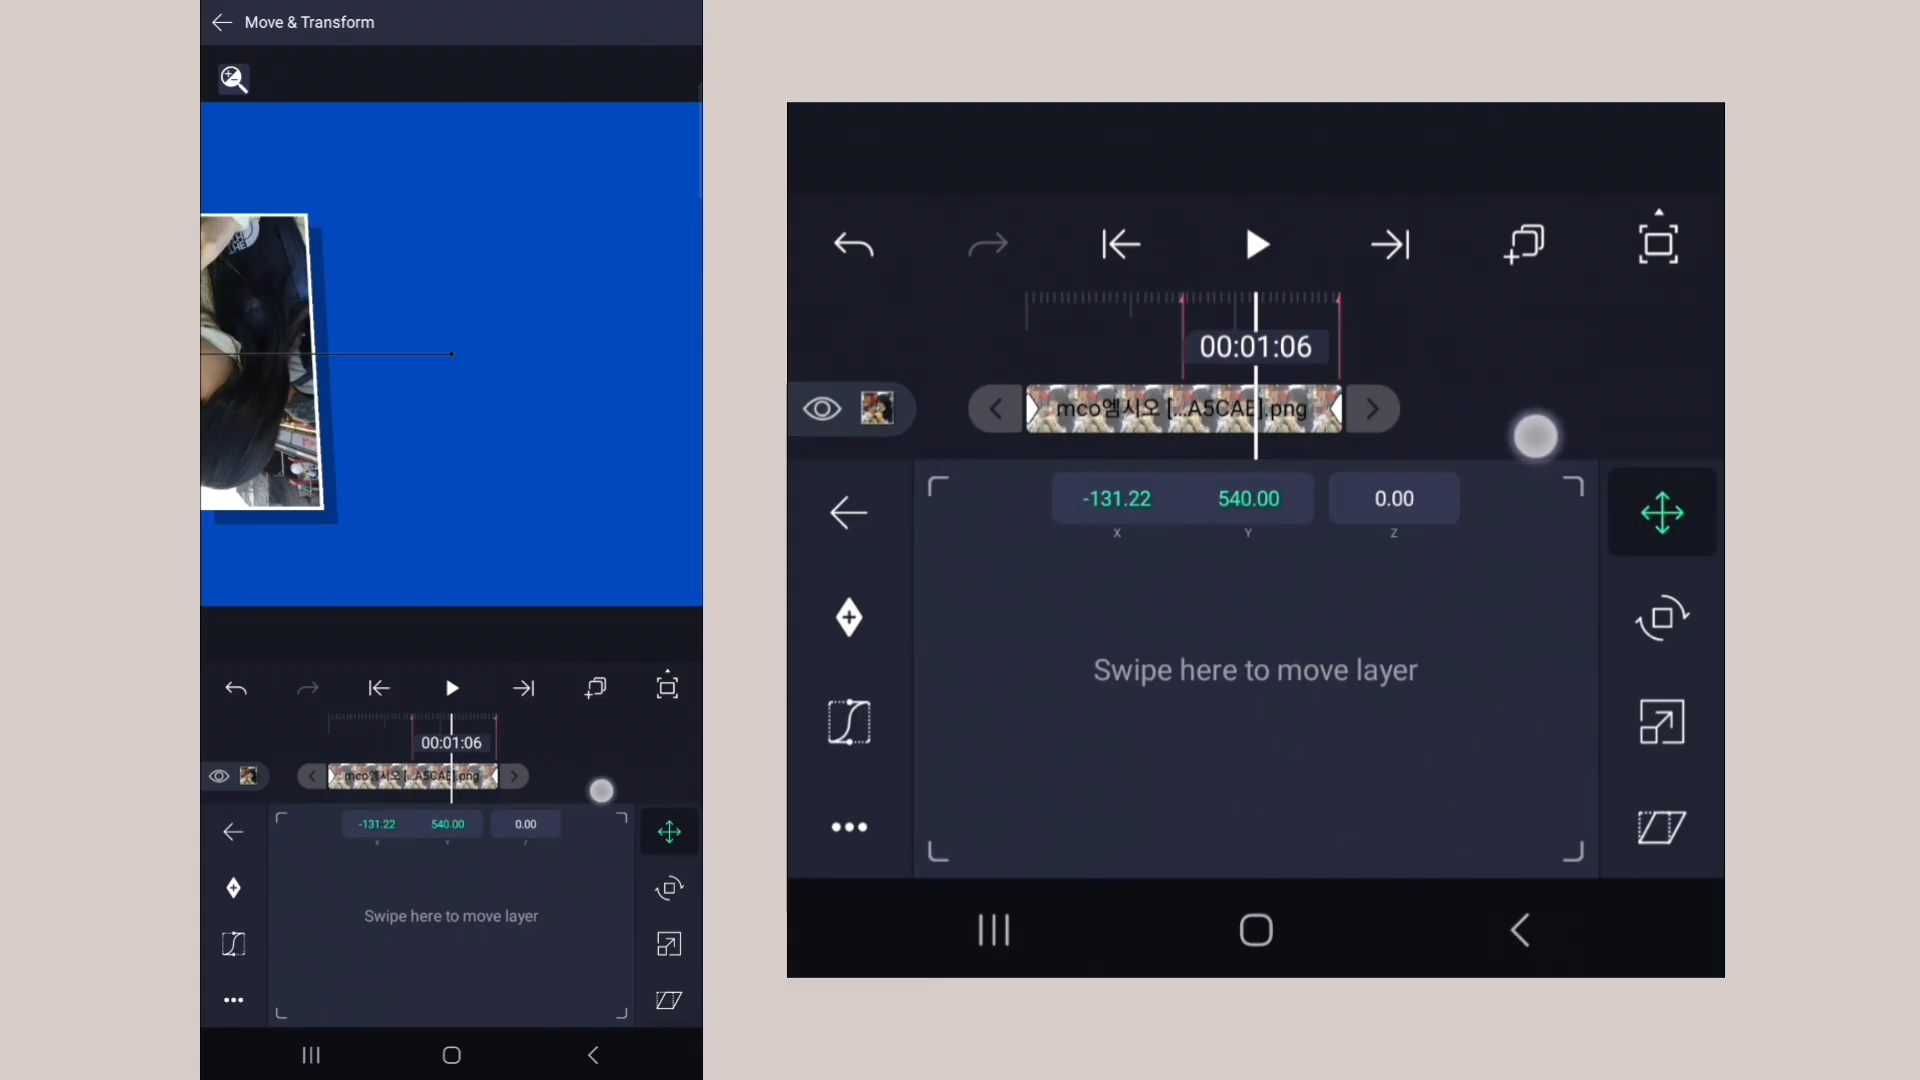 Move & Transform
00:01:06
mco엠시오 [...A5CAE].png
-131.22 540.00 0.00
X Y Z
Swipe here to move layer
00:01:06
mco엠시오 [...A5CAE].png
-131.22 540.00 0.00
X Y Z
Swipe here to move layer